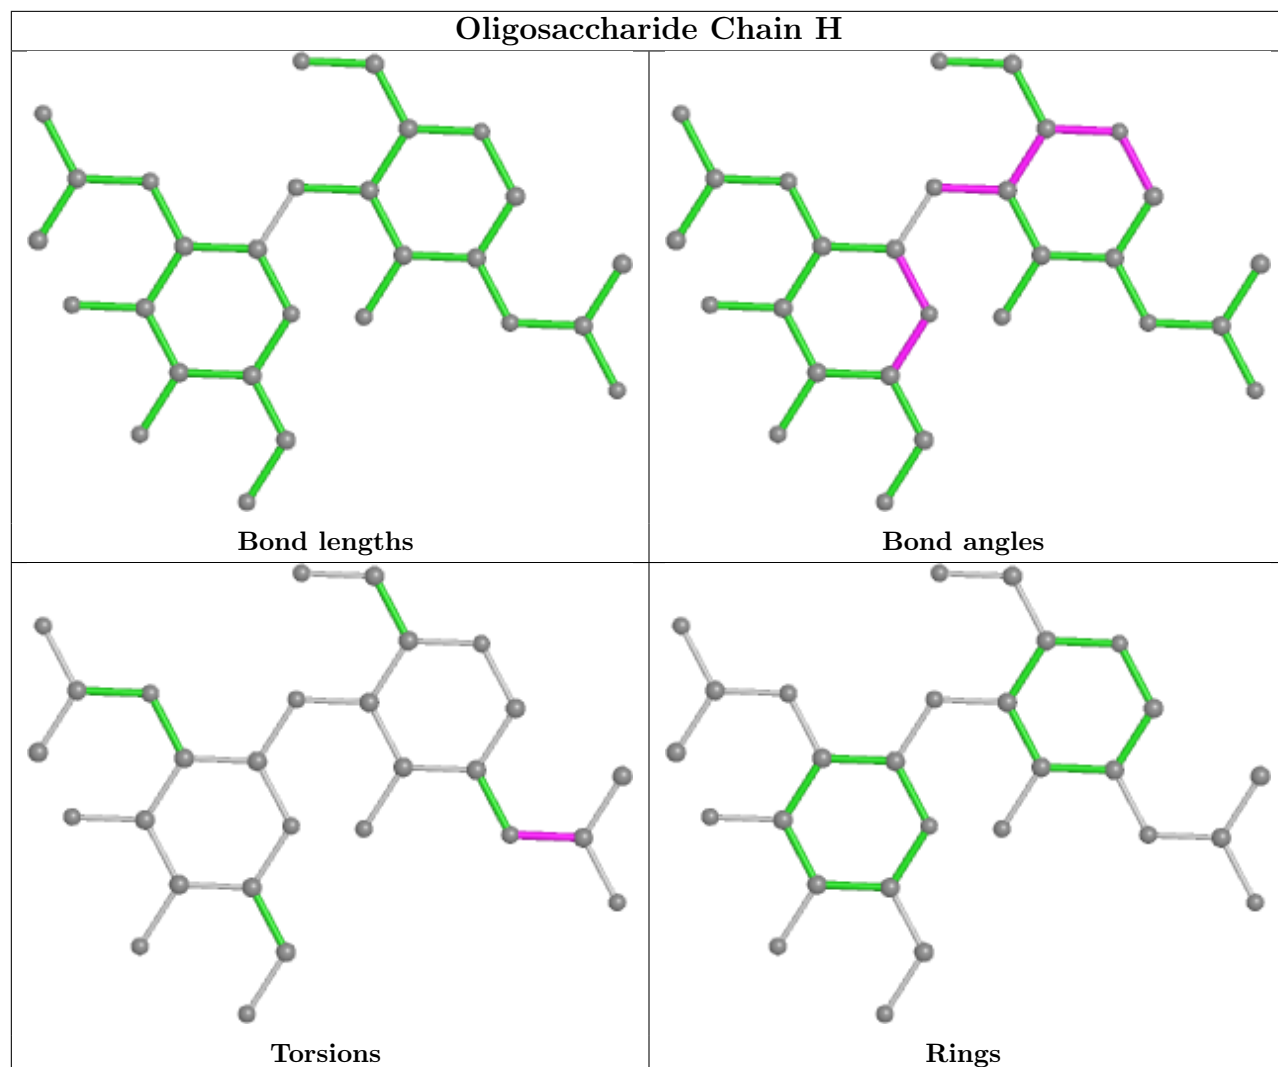 Oligosaccharide Chain H
Bond lengths
Bond angles
Torsions
Rings